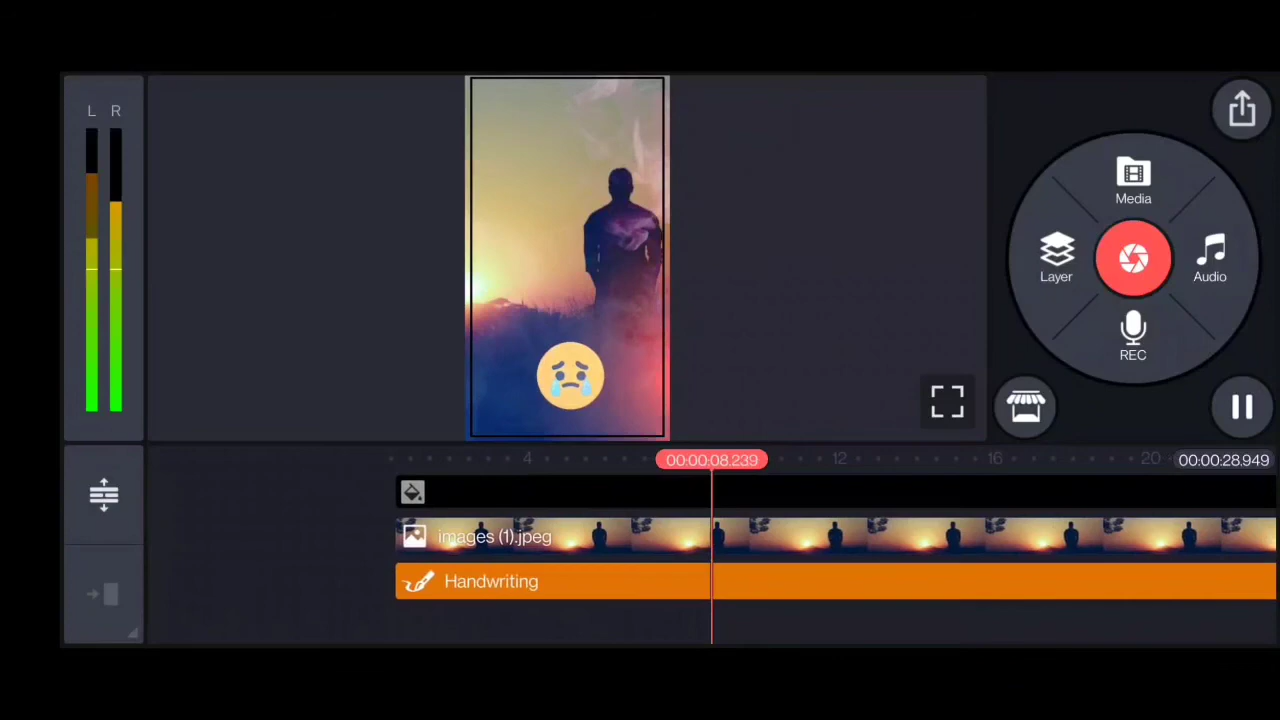 L R
Media
Layer
Audio
REC
4
00:00:08.239
12
16
20
00:00:28.949
images (1).jpeg
Handwriting